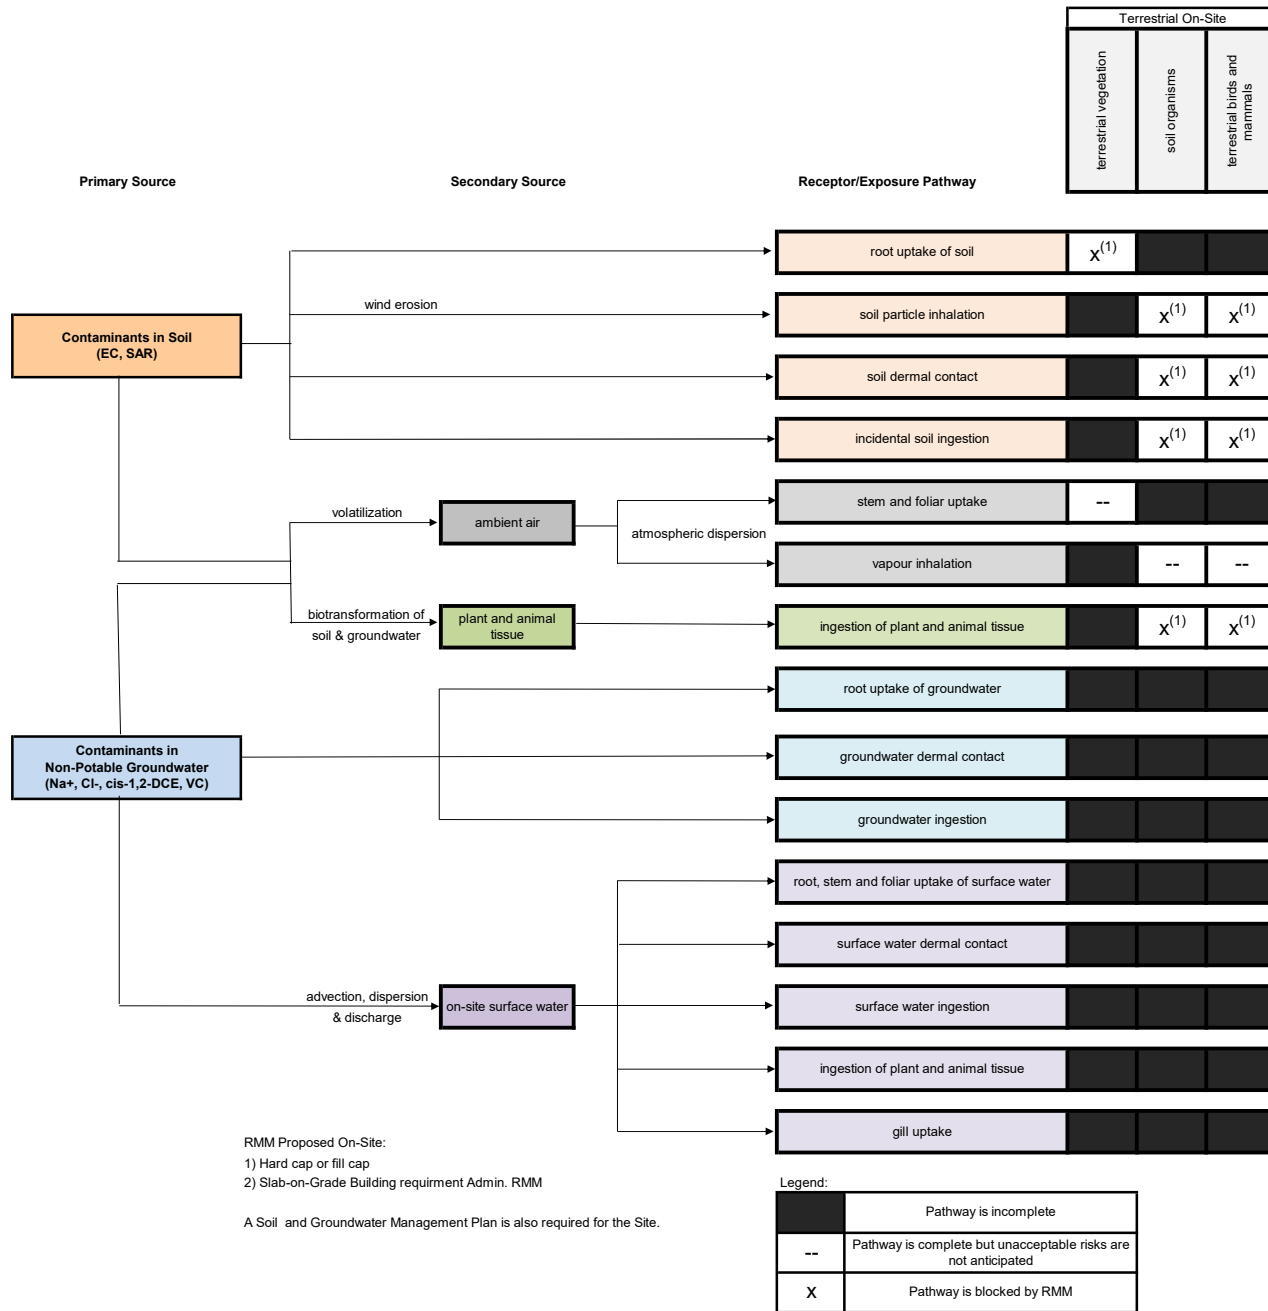 Terrestrial On-Site
terrestrial vegetation
soil organisms
terrestrial birds and
mammals
Primary Source
Secondary Source
Receptor/Exposure Pathway
root uptake of soil
x(1)
wind erosion
soil particle inhalation
x(1)
x(1)
Contaminants in Soil
(EC, SAR)
soil dermal contact
x(1)
x(1)
incidental soil ingestion
x(1)
x(1)
stem and foliar uptake
--
volatilization
ambient air
atmospheric dispersion
vapour inhalation
--
--
biotransformation of
soil & groundwater
plant and animal
tissue
ingestion of plant and animal tissue
x(1)
x(1)
root uptake of groundwater
Contaminants in
Non-Potable Groundwater
(Na+, Cl-, cis-1,2-DCE, VC)
groundwater dermal contact
groundwater ingestion
root, stem and foliar uptake of surface water
surface water dermal contact
advection, dispersion
& discharge
on-site surface water
surface water ingestion
ingestion of plant and animal tissue
gill uptake
RMM Proposed On-Site:
1) Hard cap or fill cap
2) Slab-on-Grade Building requirment Admin. RMM
A Soil and Groundwater Management Plan is also required for the Site.
Legend:
Pathway is incomplete
--
Pathway is complete but unacceptable risks are
not anticipated
X
Pathway is blocked by RMM